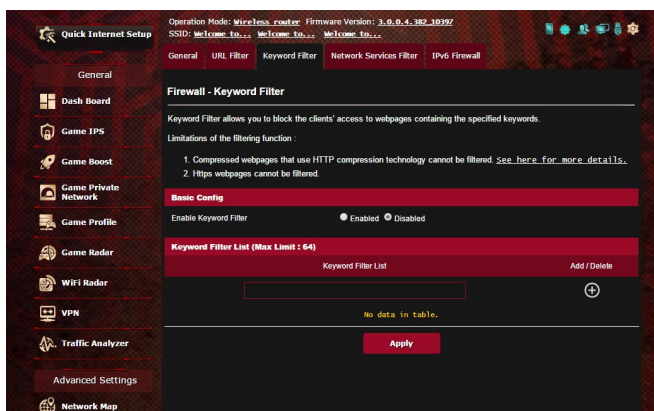 Quick Internet Setup
Operation Mode: Wireless router Firmware Version: 3.0.0.4.382_10397
SSID: Welcome to... Welcome to... Welcome to...
General URL Filter Keyword Filter Network Services Filter IPv6 Firewall
General
Dash Board
Game IPS
Game Boost
Game Private
Network
Game Profile
Game Radar
WiFi Radar
VPN
Traffic Analyzer
Advanced Settings
Network Map
Firewall - Keyword Filter
Keyword Filter allows you to block the clients' access to webpages containing the specified keywords.
Limitations of the filtering function :
1. Compressed webpages that use HTTP compression technology cannot be filtered. See here for more details.
2. Https webpages cannot be filtered.
Basic Config
Enable Keyword Filter Enabled Disabled
Keyword Filter List (Max Limit : 64)
Keyword Filter List Add / Delete
No data in table.
Apply